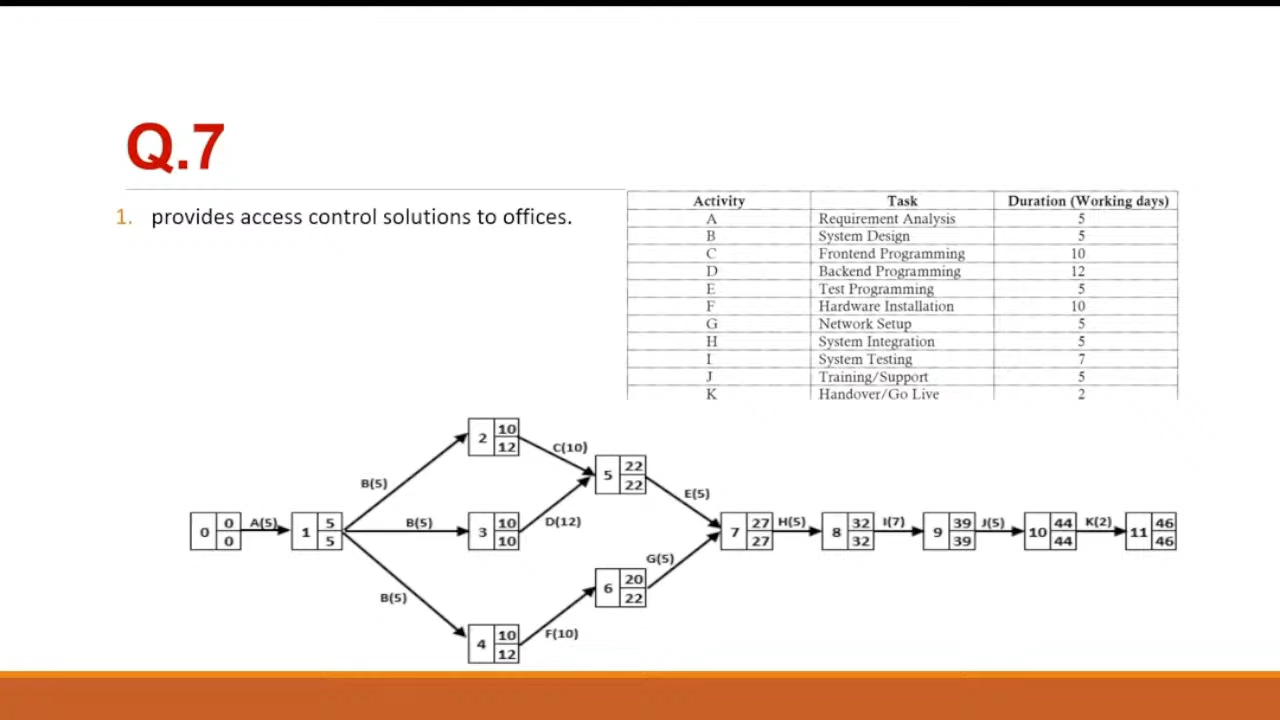 Q.7
1. provides access control solutions to offices.
Activity Task Duration (Working days)
A Requirement Analysis 5
B System Design 5
C Frontend Programming 10
D Backend Programming 12
E Test Programming 5
F Hardware Installation 10
G Network Setup 5
H System Integration 5
I System Testing 7
J Training/Support 5
K Handover/Go Live 2
0 0 0
A(5)
1 5 5
B(5)
2 10 12
C(10)
B(5)
3 10 10
D(12)
B(5)
4 10 12
F(10)
5 22 22
E(5)
6 20 22
G(5)
7 27 27
H(5)
8 32 32
I(7)
9 39 39
J(5)
10 44 44
K(2)
11 46 46